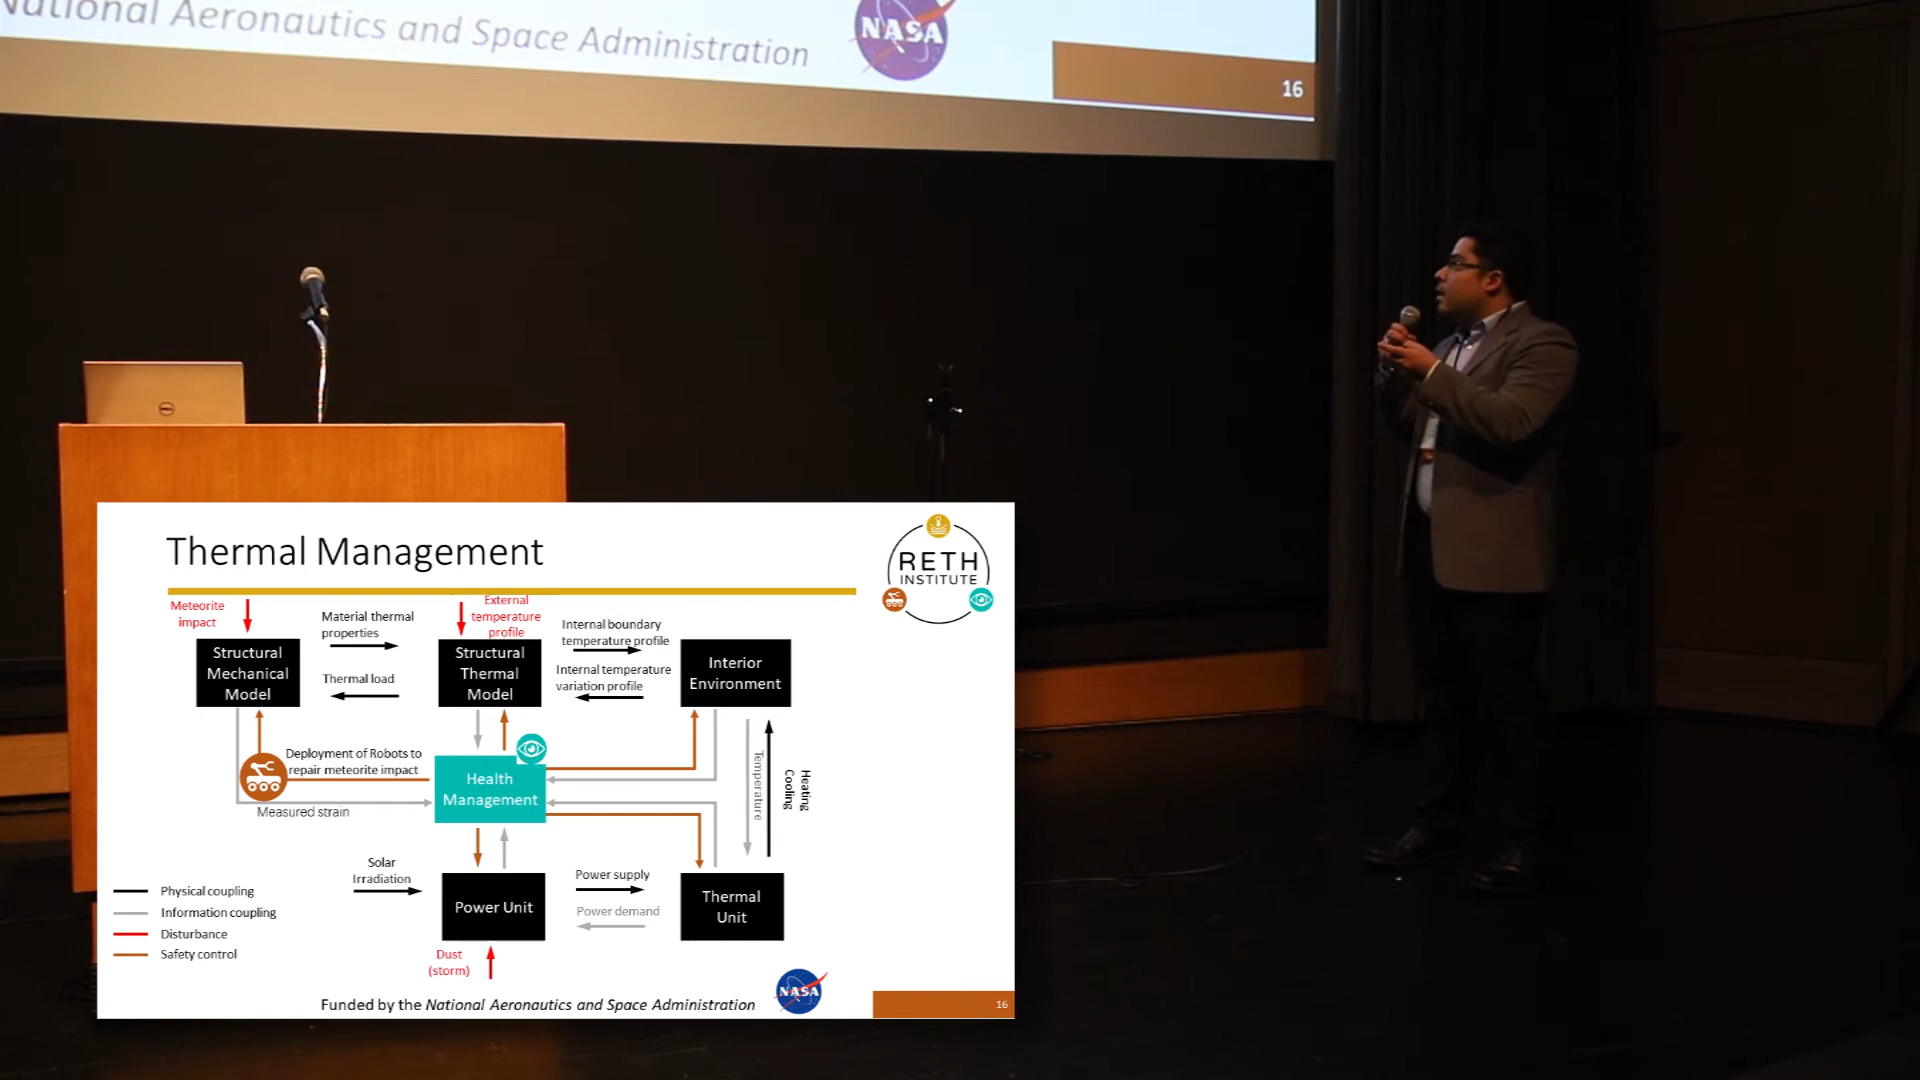 National Aeronautics and Space Administration
NASA
16
DELL
Thermal Management
RETH
INSTITUTE
Meteorite
impact
Material thermal
properties
External
temperature
profile
Internal boundary
temperature profile
Structural
Mechanical
Model
Thermal load
Structural
Thermal
Model
Internal temperature
variation profile
Interior
Environment
Deployment of Robots to
repair meteorite impact
Health
Management
Temperature
Heating
Cooling
Measured strain
Solar
Irradiation
Power Unit
Power supply
Power demand
Thermal
Unit
Physical coupling
Information coupling
Disturbance
Safety control
Dust
(storm)
Funded by the National Aeronautics and Space Administration
NASA
16